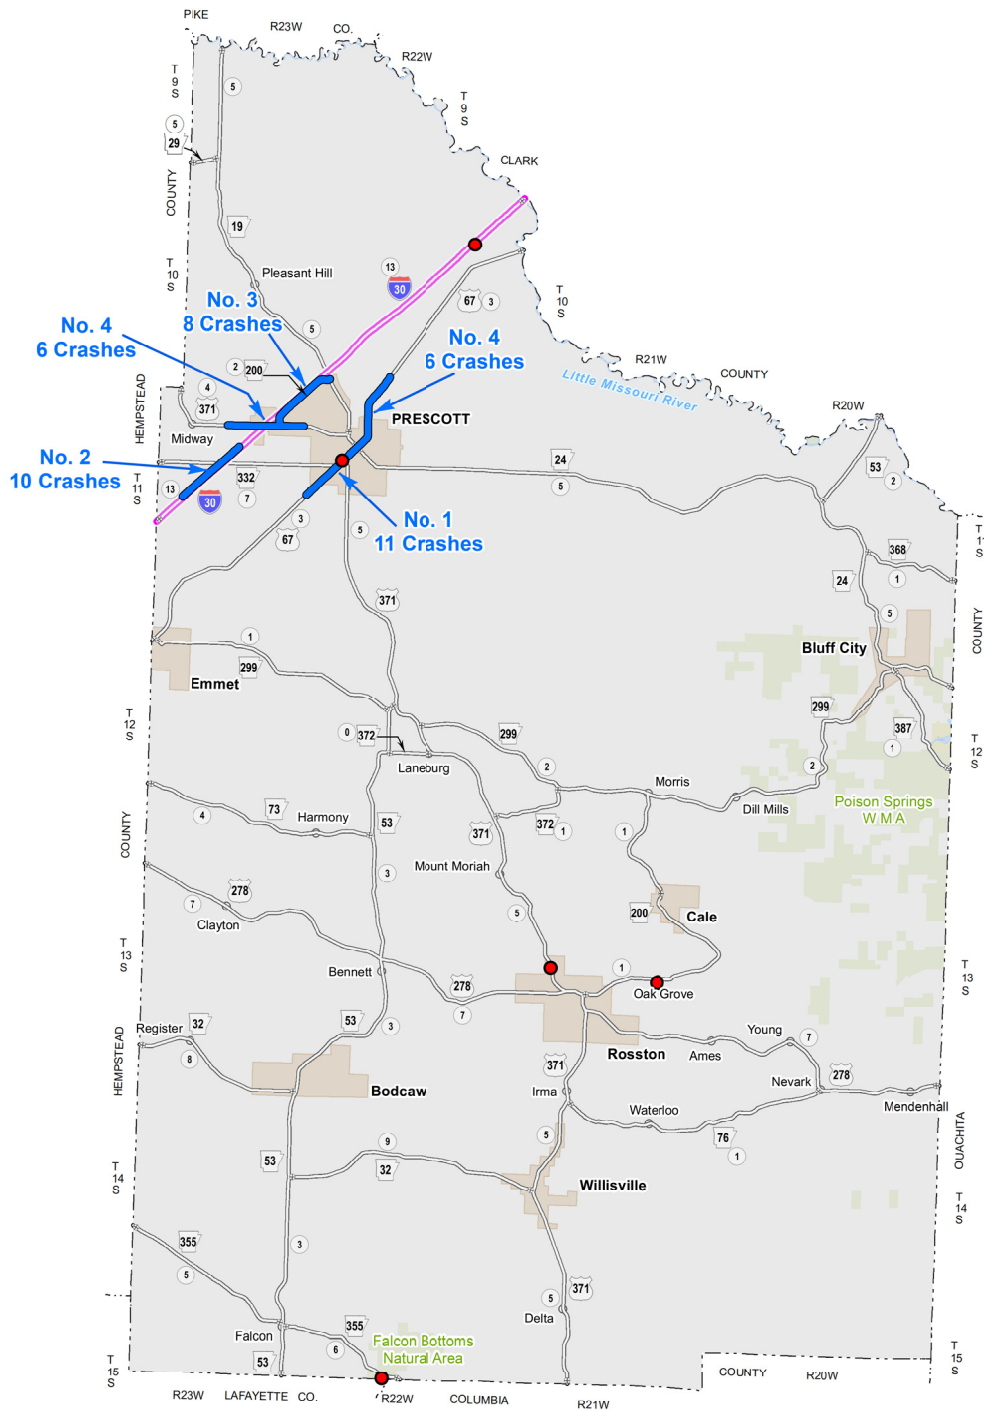 PIKE
R23W
CO.
R22W
T
9
S
5
T
9
S
5
29
CLARK
COUNTY
19
T
10
S
Pleasant Hill
13
30
67
3
T
10
S
No. 3
8 Crashes
No. 4
6 Crashes
5
No. 4
6 Crashes
2
200
R21W
COUNTY
Little Missouri River
HEMPSTEAD
4
371
Midway
PRESCOTT
R20W
No. 2
10 Crashes
24
5
53
2
T
11
S
13
30
332
7
3
67
No. 1
11 Crashes
5
T
11
S
368
1
24
371
5
COUNTY
1
299
Bluff City
Emmet
T
12
S
0
372
299
299
387
1
T
12
S
Laneburg
2
Morris
2
Dill Mills
Poison Springs
W M A
COUNTY
73
4
Harmony
53
371
372
1
1
Mount Moriah
3
278
7
Clayton
5
200
Cale
T
13
S
Bennett
278
7
1
Oak Grove
T
13
S
HEMPSTEAD
Register
32
8
53
3
Rosston
Ames
Young
7
371
Bodcaw
Irma
Nevark
278
Mendenhall
Waterloo
76
1
OUACHITA
5
9
32
53
T
14
S
Willisville
T
14
S
355
5
3
371
5
Delta
Falcon
355
6
Falcon Bottoms
Natural Area
53
T
15
S
T
15
S
COUNTY
R20W
R23W
LAFAYETTE CO.
R22W
COLUMBIA
R21W